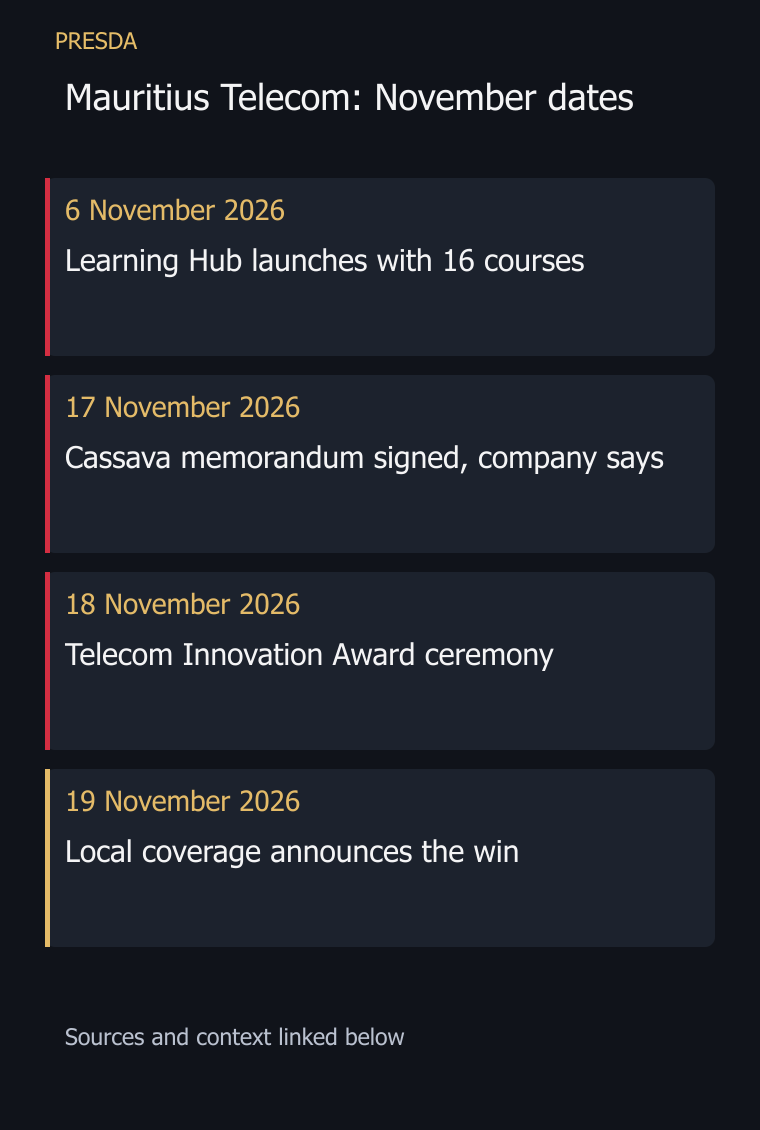 PRESDA
Mauritius Telecom: November dates
6 November 2026
Learning Hub launches with 16 courses
17 November 2026
Cassava memorandum signed, company says
18 November 2026
Telecom Innovation Award ceremony
19 November 2026
Local coverage announces the win
Sources and context linked below